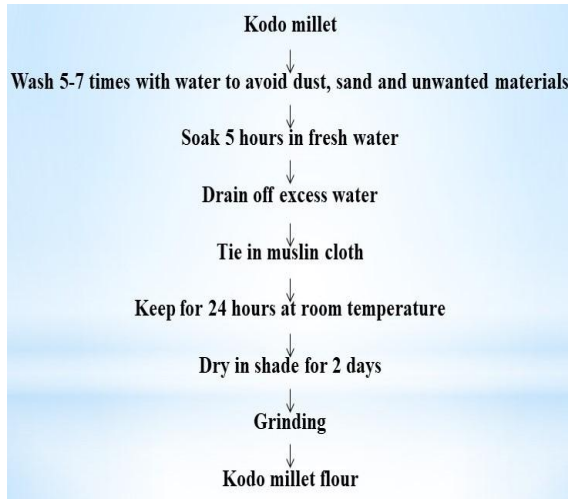 Kodo millet
Wash 5-7 times with water to avoid dust, sand and unwanted materials
Soak 5 hours in fresh water
Drain off excess water
Tie in muslin cloth
Keep for 24 hours at room temperature
Dry in shade for 2 days
Grinding
Kodo millet flour